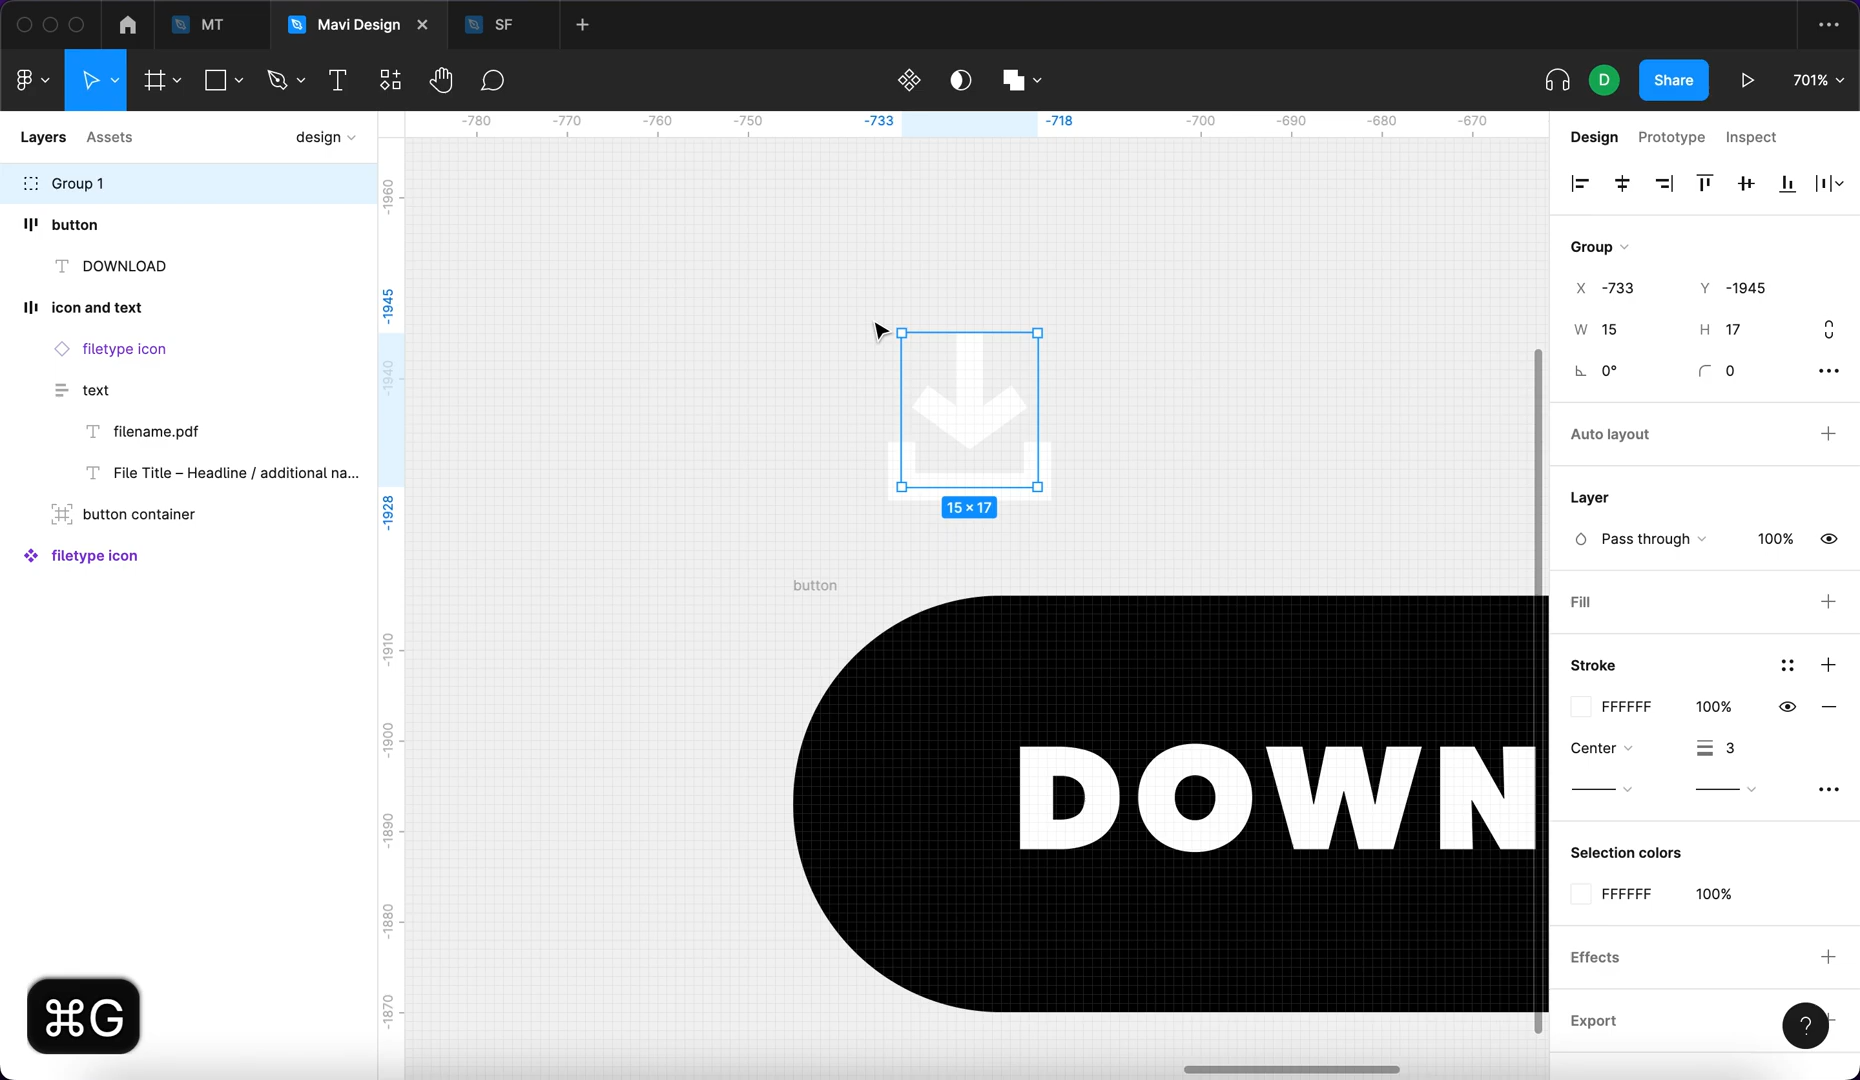 MT
Mavi Design
SF
Share
D
701%
Layers
Assets
design
Group 1
button
DOWNLOAD
icon and text
filetype icon
text
filename.pdf
File Title – Headline / additional na...
button container
filetype icon
-780
-770
-760
-750
-733
-718
-700
-690
-680
-670
-1960
-1945
-1940
-1928
-1910
-1900
-1890
-1880
-1870
15 × 17
button
DOWN
Design
Prototype
Inspect
Group
X -733
Y -1945
W 15
H 17
0°
0
Auto layout
Layer
Pass through
100%
Fill
Stroke
FFFFFF
100%
Center
3
Selection colors
FFFFFF
100%
Effects
Export
?
⌘G